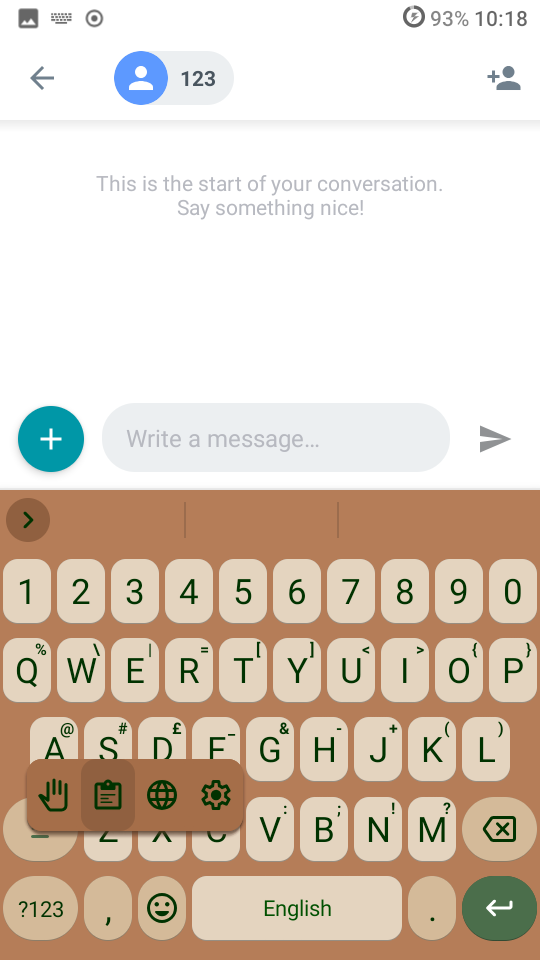 93% 10:18
123
This is the start of your conversation.
Say something nice!
Write a message…
1 2 3 4 5 6 7 8 9 0
% \ | = [ ] < > { }
Q W E R T Y U I O P
@ # £ _ & - + ( )
A S D F G H J K L
: ; ! ?
Z X C V B N M
?123 , English .